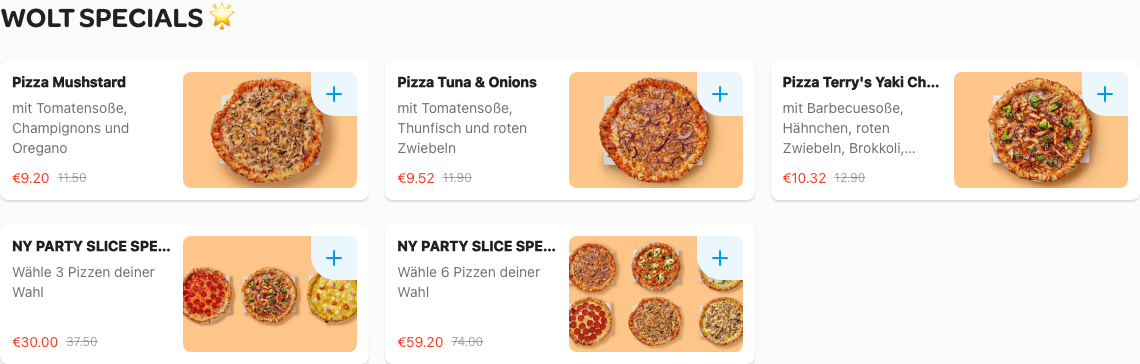 WOLT SPECIALS 🌟
Pizza Mushstard
mit Tomatensoße,
Champignons und
Oregano
€9.20 11.50
Pizza Tuna & Onions
mit Tomatensoße,
Thunfisch und roten
Zwiebeln
€9.52 11.90
Pizza Terry's Yaki Ch...
mit Barbecuesoße,
Hähnchen, roten
Zwiebeln, Brokkoli,...
€10.32 12.90
NY PARTY SLICE SPE...
Wähle 3 Pizzen deiner
Wahl
€30.00 37.50
NY PARTY SLICE SPE...
Wähle 6 Pizzen deiner
Wahl
€59.20 74.00